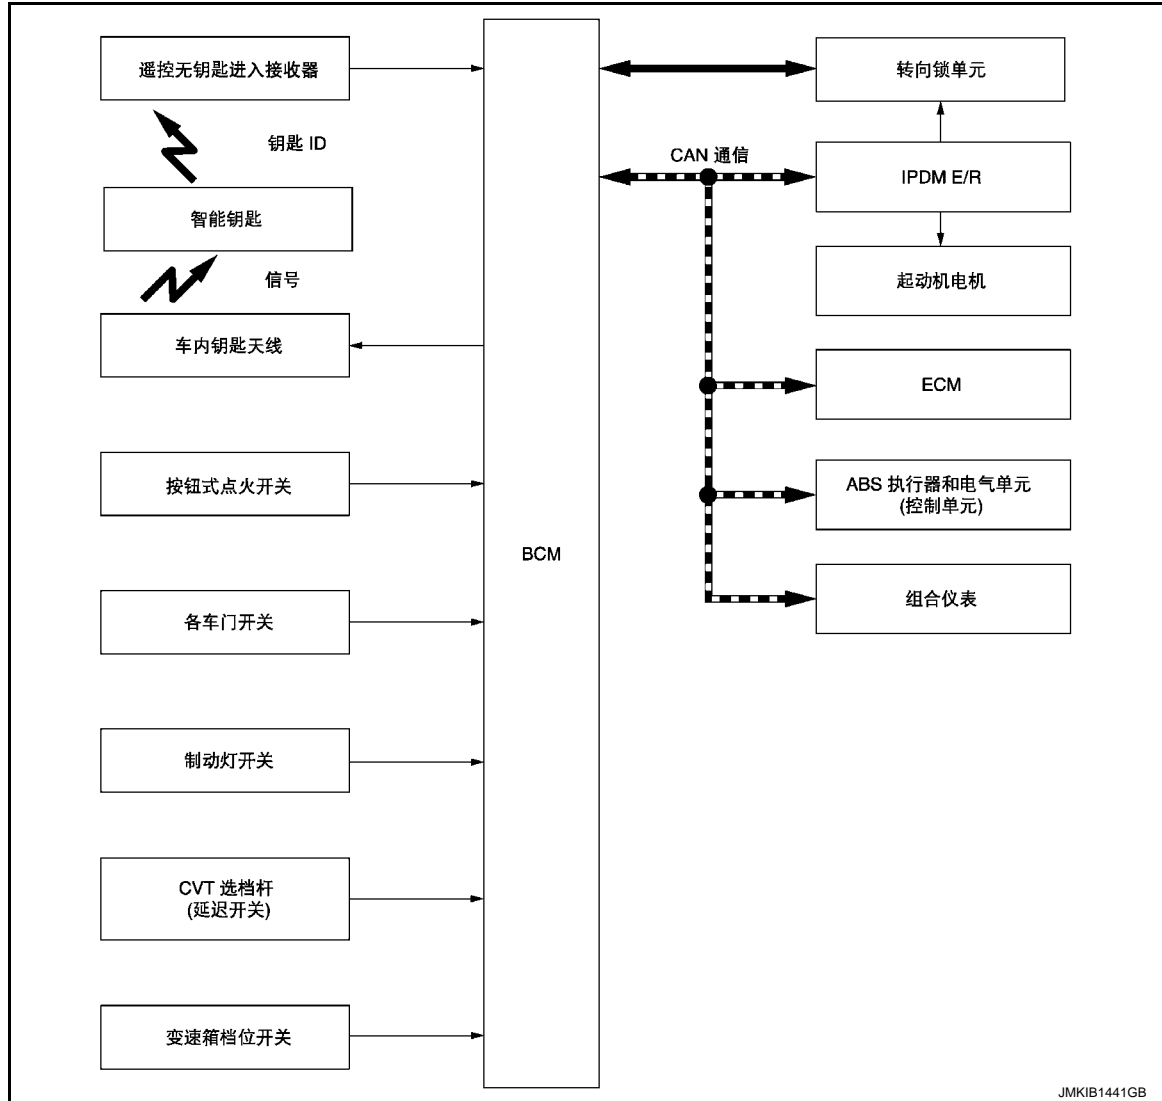 遥控无钥匙进入接收器
钥匙 ID
智能钥匙
信号
车内钥匙天线
按钮式点火开关
各车门开关
制动灯开关
CVT 选档杆
(延迟开关)
变速箱档位开关
BCM
转向锁单元
CAN 通信
IPDM E/R
起动机电机
ECM
ABS 执行器和电气单元
(控制单元)
组合仪表
JMKIB1441GB